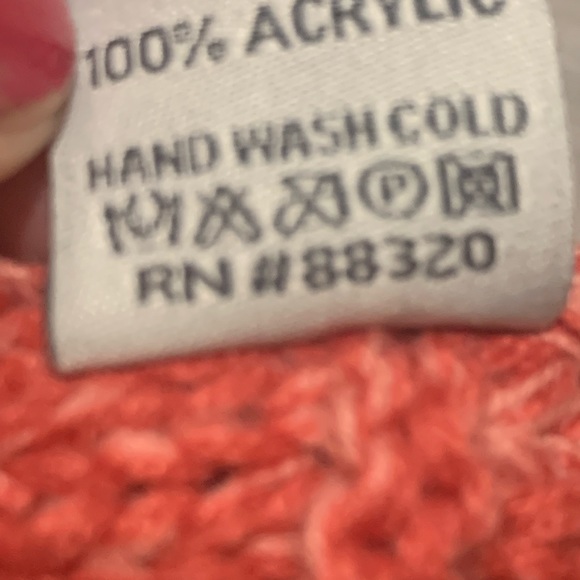 100% ACRYLIC
HAND WASH COLD
P
RN #88320